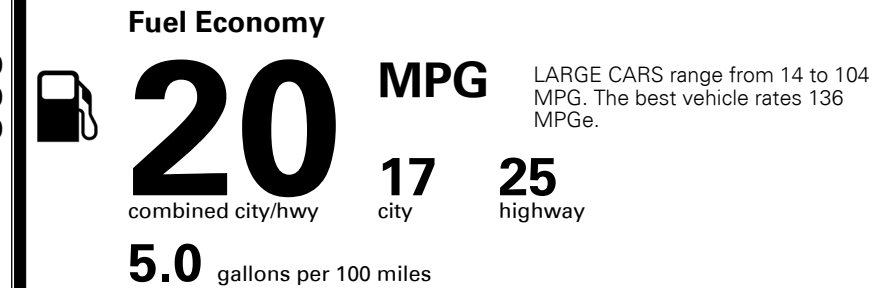 Fuel Economy
20
MPG
LARGE CARS range from 14 to 104
MPG. The best vehicle rates 136
MPGe.
17
25
combined city/hwy
city
highway
5.0 gallons per 100 miles